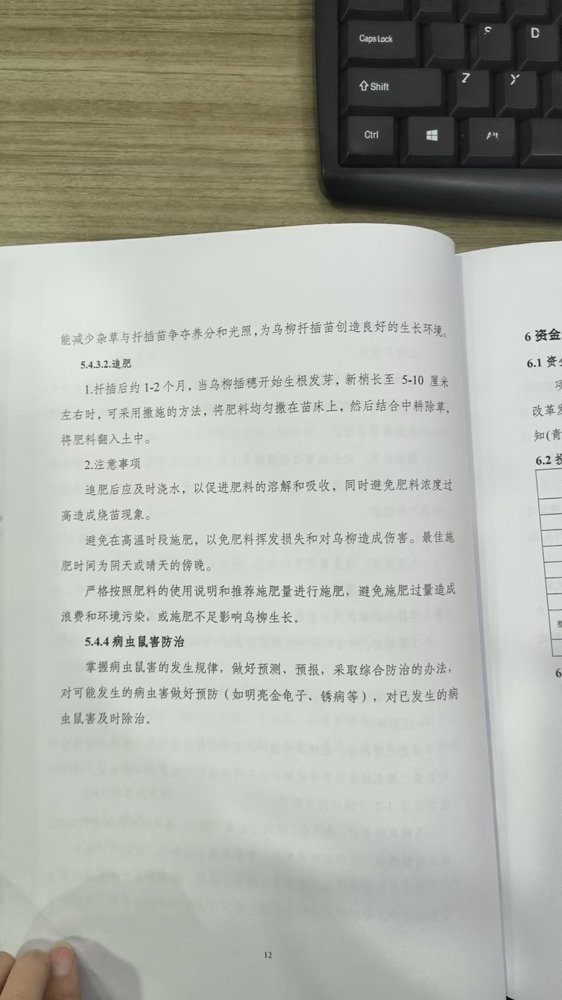 Caps Lock
S
D
Shift
Z
Y
Ctrl
Alt
能减少杂草与扦插苗争夺养分和光照,为乌柳扦插苗创造良好的生长环境。
5.4.3.2.追肥
1.扦插后约 1-2 个月，当乌柳插穗开始生根发芽，新梢长至 5-10 厘米
左右时，可采用撒施的方法，将肥料均匀撒在苗床上，然后结合中耕除草，
将肥料翻入土中。
2.注意事项
追肥后应及时浇水，以促进肥料的溶解和吸收，同时避免肥料浓度过
高造成烧苗现象。
避免在高温时段施肥，以免肥料挥发损失和对乌柳造成伤害。最佳施
肥时间为阴天或晴天的傍晚。
严格按照肥料的使用说明和推荐施肥量进行施肥，避免施肥过量造成
浪费和环境污染，或施肥不足影响乌柳生长。
5.4.4 病虫鼠害防治
掌握病虫鼠害的发生规律，做好预测、预报，采取综合防治的办法，
对可能发生的病虫害做好预防（如明亮金龟子、锈病等），对已发生的病
虫鼠害及时除治。
12
6 资金
6.1 资
改革
知(青
6.2
6